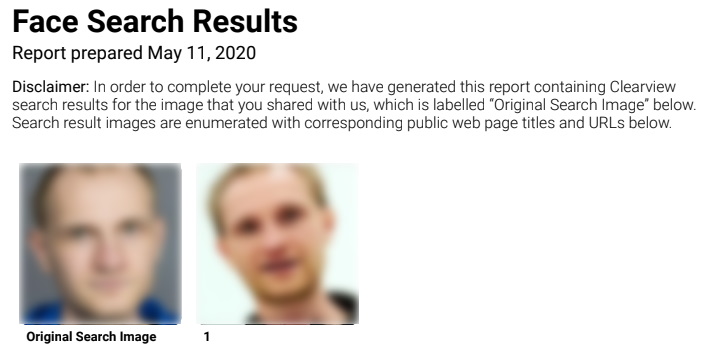 Face Search Results
Report prepared May 11, 2020
Disclaimer: In order to complete your request, we have generated this report containing Clearview
search results for the image that you shared with us, which is labelled “Original Search Image” below.
Search result images are enumerated with corresponding public web page titles and URLs below.
Original Search Image
1